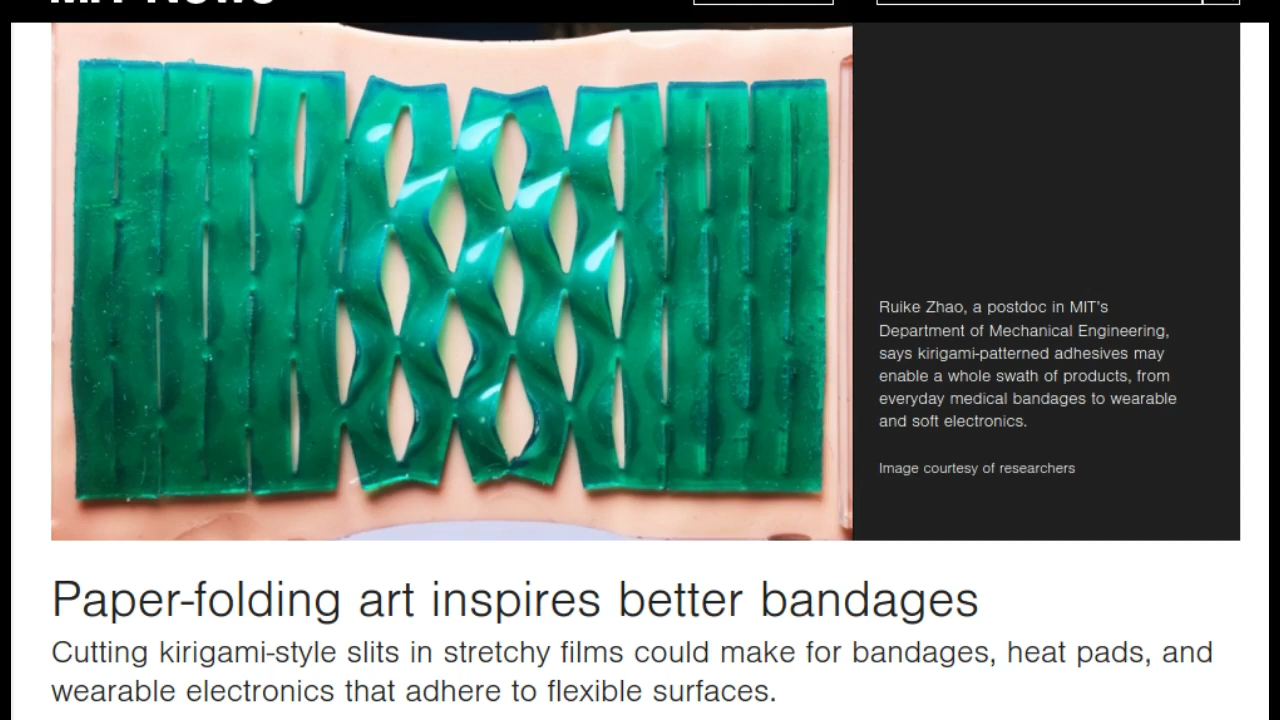 MIT News
Ruike Zhao, a postdoc in MIT's
Department of Mechanical Engineering,
says kirigami-patterned adhesives may
enable a whole swath of products, from
everyday medical bandages to wearable
and soft electronics.
Image courtesy of researchers
Paper-folding art inspires better bandages
Cutting kirigami-style slits in stretchy films could make for bandages, heat pads, and
wearable electronics that adhere to flexible surfaces.